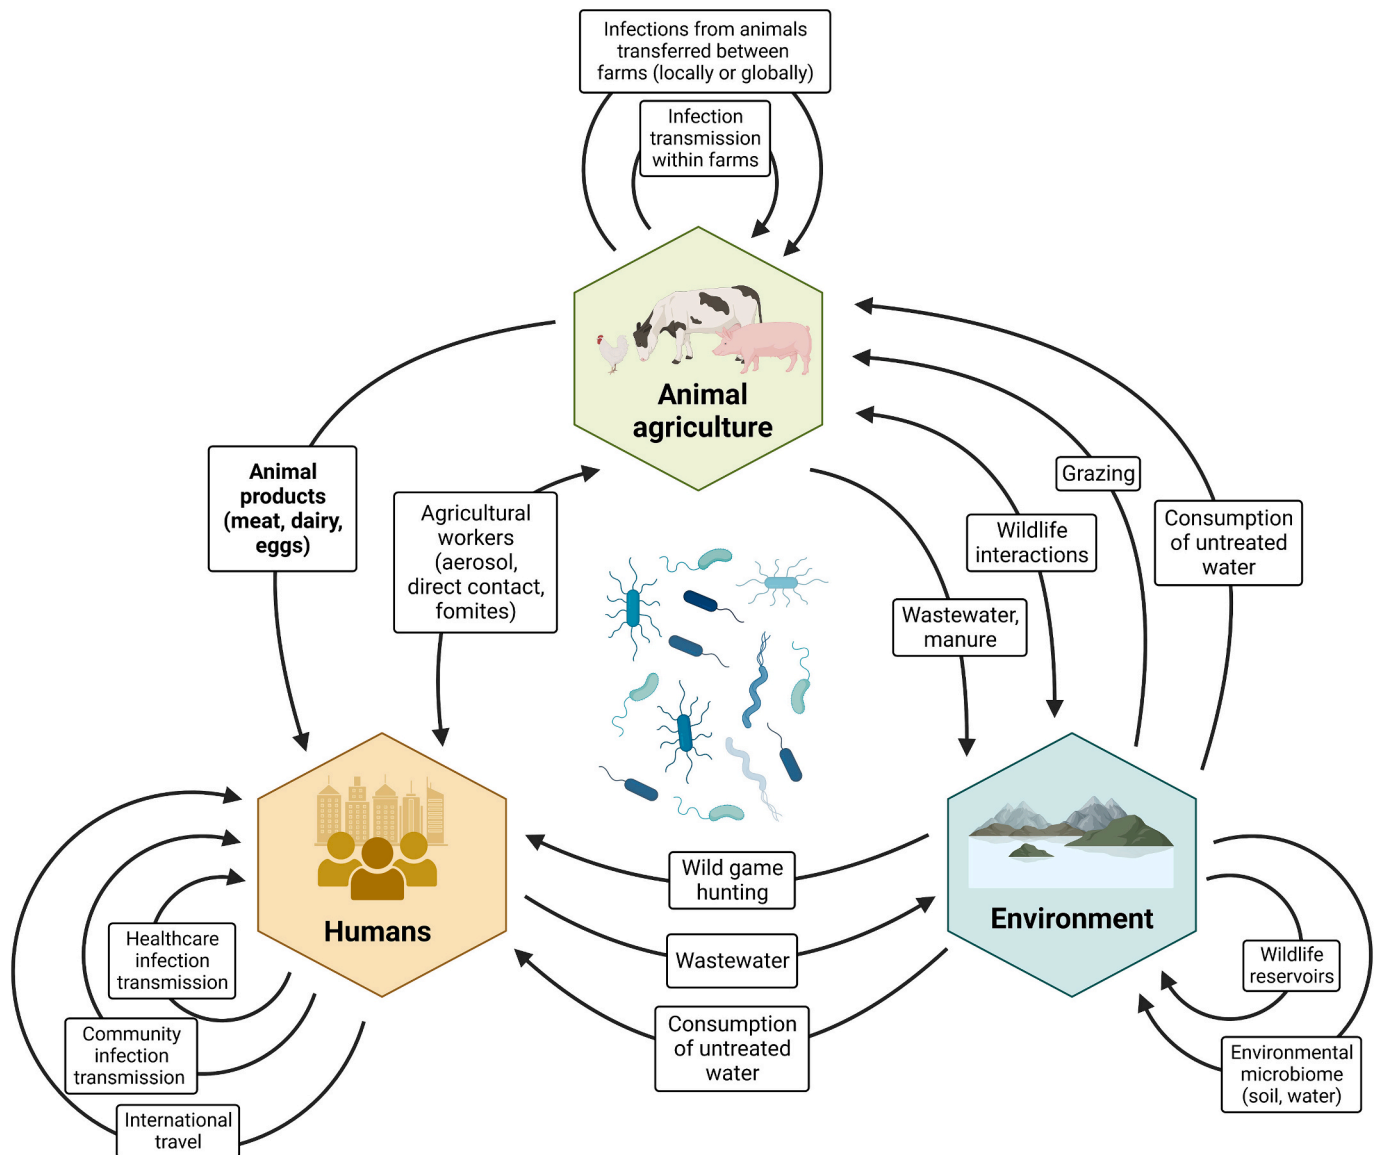 Infections from animals
transferred between
farms (locally or globally)
Infection
transmission
within farms
Animal
agriculture
Animal
products
(meat, dairy,
eggs)
Agricultural
workers
(aerosol,
direct contact,
fomites)
Grazing
Wildlife
interactions
Consumption
of untreated
water
Wastewater,
manure
Humans
Environment
Wild game
hunting
Wastewater
Consumption
of untreated
water
Healthcare
infection
transmission
Community
infection
transmission
International
travel
Wildlife
reservoirs
Environmental
microbiome
(soil, water)